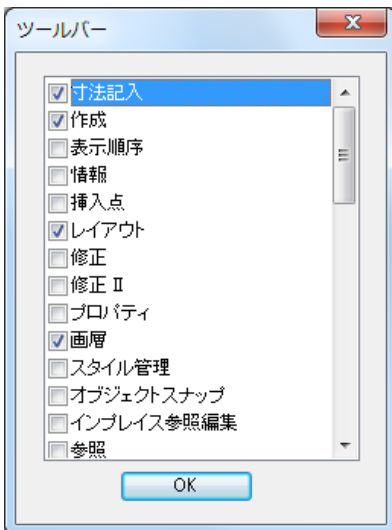 ツールバー
寸法記入
作成
表示順序
情報
挿入点
レイアウト
修正
修正 II
プロパティ
画層
スタイル管理
オブジェクトスナップ
インプレイス参照編集
参照
OK